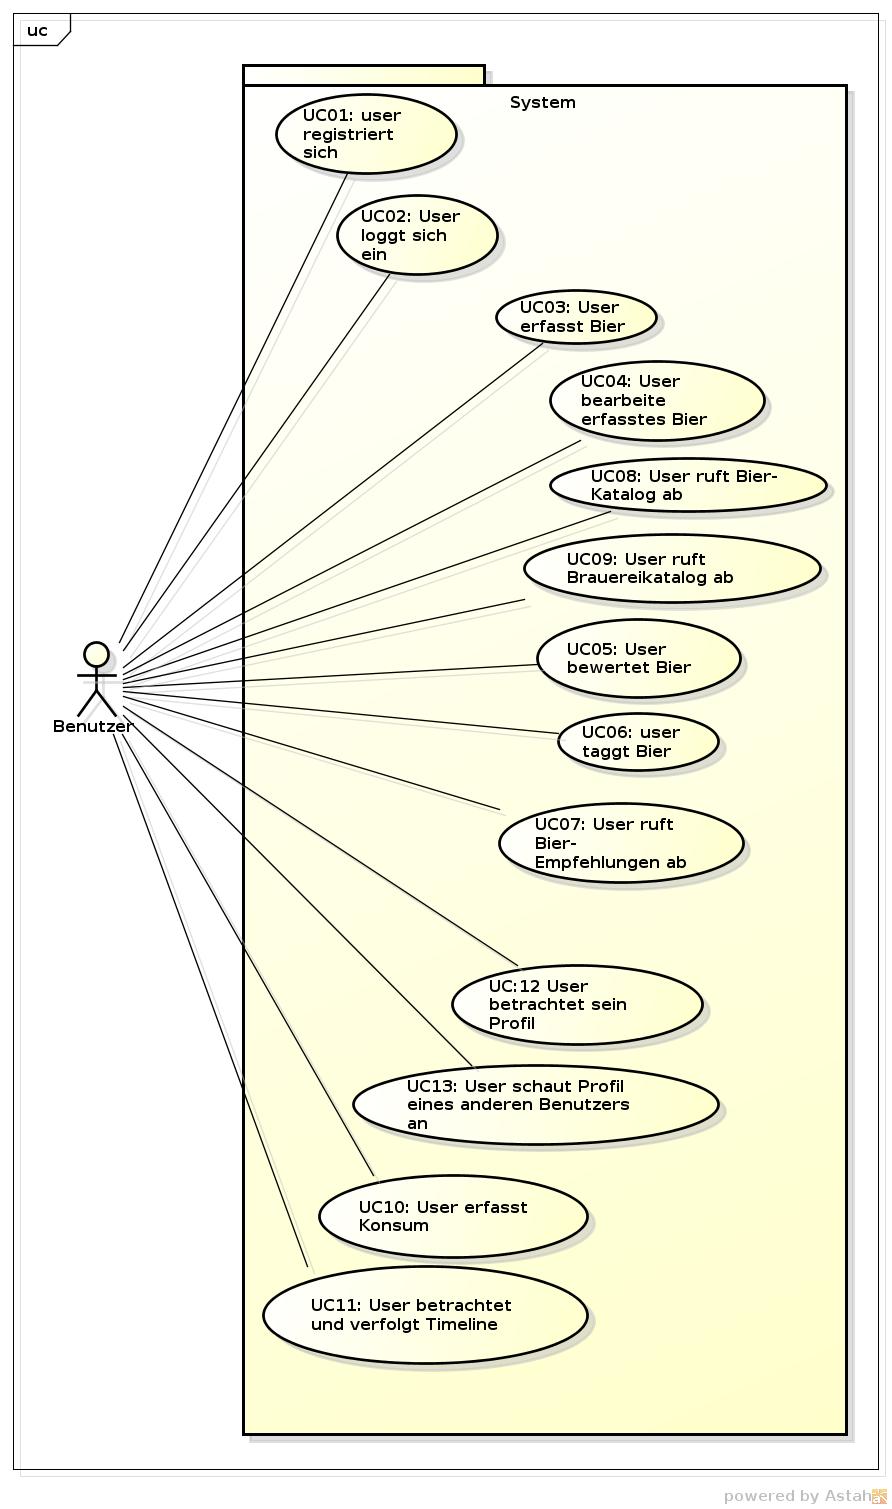 uc
System
UC01: user
registriert
sich
UC02: User
loggt sich
ein
UC03: User
erfasst Bier
UC04: User
bearbeite
erfasstes Bier
UC08: User ruft Bier-
Katalog ab
UC09: User ruft
Brauereikatalog ab
UC05: User
bewertet Bier
Benutzer
UC06: user
taggt Bier
UC07: User ruft
Bier-
Empfehlungen ab
UC:12 User
betrachtet sein
Profil
UC13: User schaut Profil
eines anderen Benutzers
an
UC10: User erfasst
Konsum
UC11: User betrachtet
und verfolgt Timeline
powered by Astah